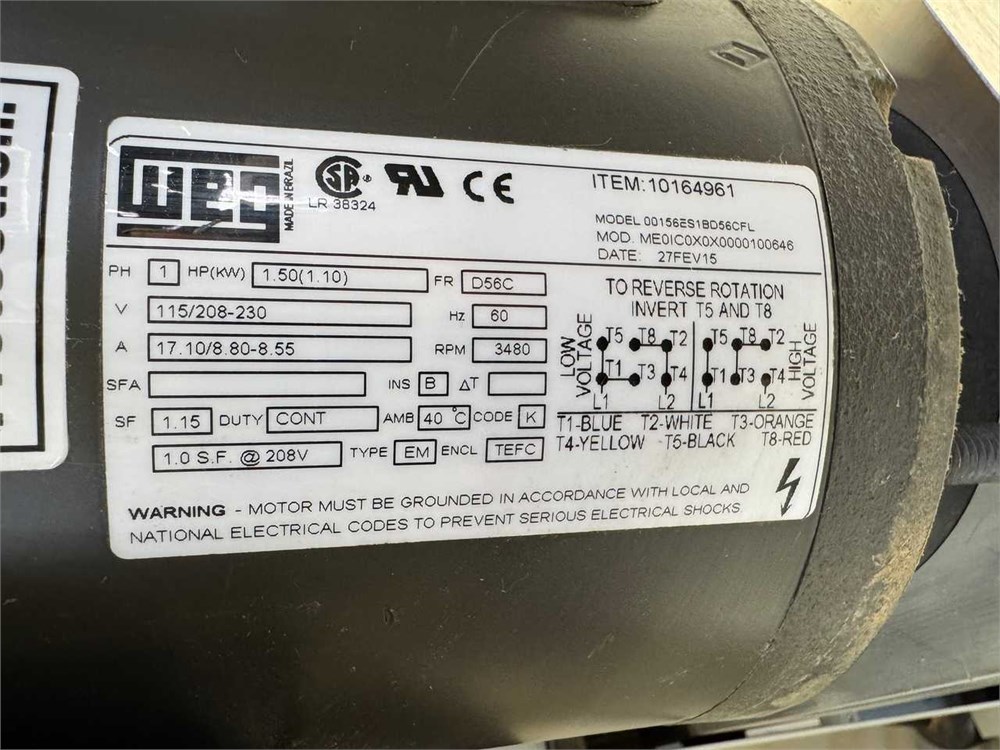 WEG
MADE IN BRAZIL
LR 38324
CE
ITEM:10164961
MODEL 00156ES1BD56CFL
MOD. ME0IC0X0X0000100646
DATE: 27FEV15
PH 1 HP(KW) 1.50(1.10) FR D56C
V 115/208-230 Hz 60
A 17.10/8.80-8.55 RPM 3480
SFA INS B ΔT
SF 1.15 DUTY CONT AMB 40 °C CODE K
1.0 S.F. @ 208V TYPE EM ENCL TEFC
TO REVERSE ROTATION
INVERT T5 AND T8
LOW VOLTAGE
T5 T8 T2
T1 T3 T4
L1 L2
T5 T8 T2
T1 T3 T4
L1 L2
HIGH VOLTAGE
T1-BLUE T2-WHITE T3-ORANGE
T4-YELLOW T5-BLACK T8-RED
WARNING - MOTOR MUST BE GROUNDED IN ACCORDANCE WITH LOCAL AND
NATIONAL ELECTRICAL CODES TO PREVENT SERIOUS ELECTRICAL SHOCKS.